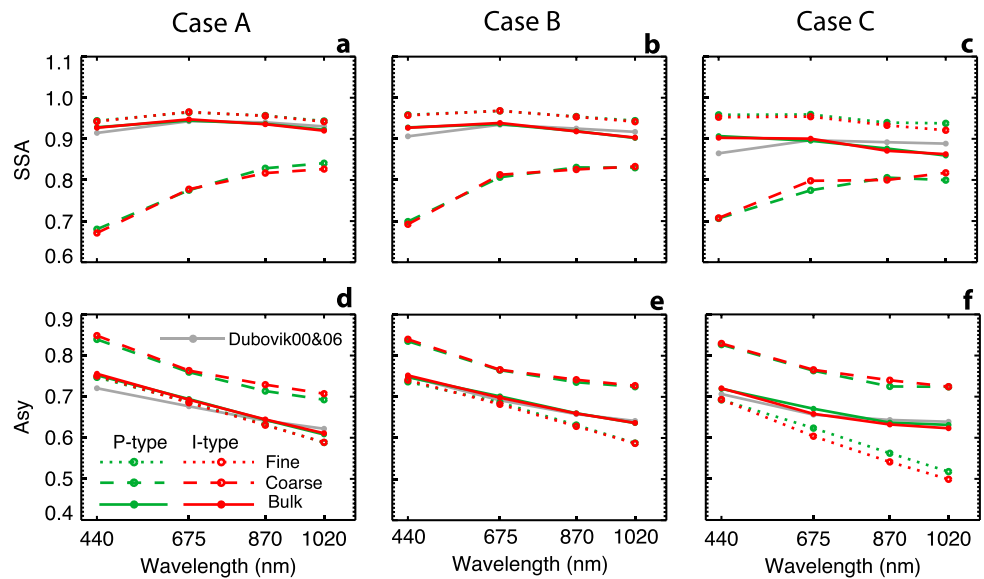 Case A
Case B
Case C
a
b
c
1.1
1.0
0.9
0.8
0.7
0.6
SSA
d
e
f
0.9
0.8
0.7
0.6
0.5
0.4
Asy
Dubovik00&06
P-type I-type
Fine
Coarse
Bulk
440 675 870 1020
440 675 870 1020
440 675 870 1020
Wavelength (nm)
Wavelength (nm)
Wavelength (nm)